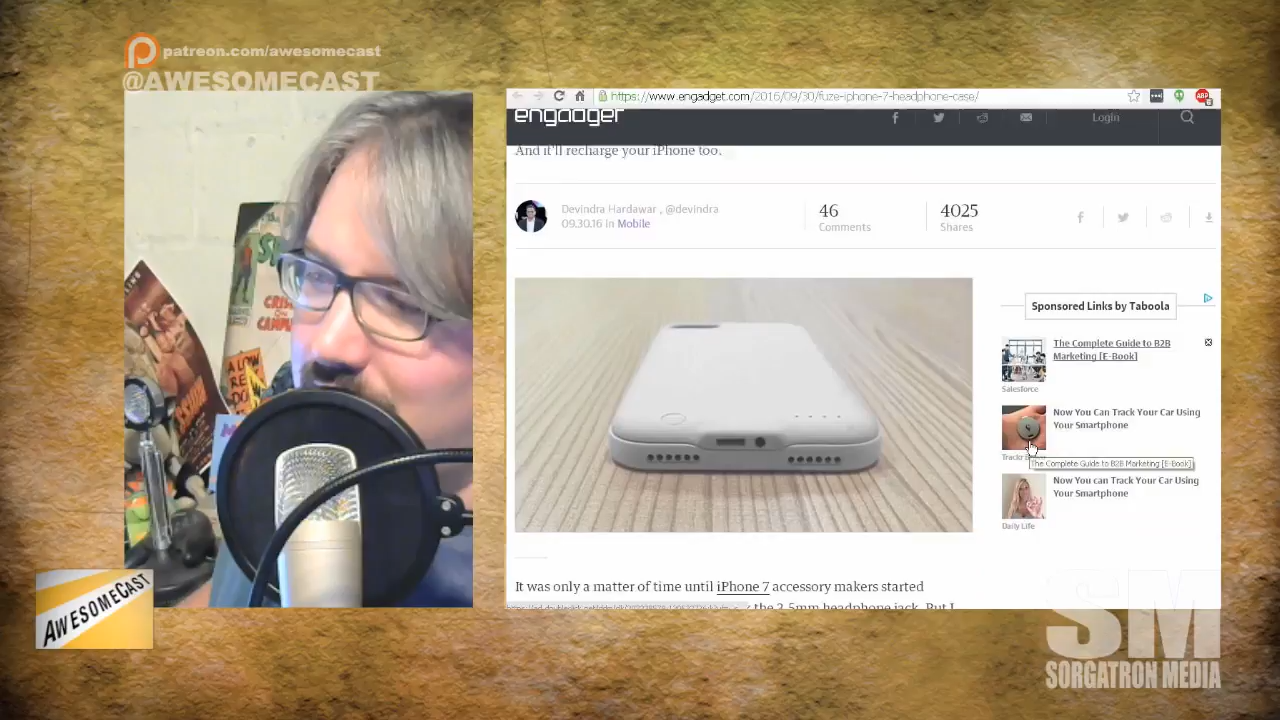 patreon.com/awesomecast
@AWESOMECAST
https://www.engadget.com/2016/09/30/fuze-iphone-7-headphone-case/
ABP
engadget
Login
And it'll recharge your iPhone too.
Devindra Hardawar , @devindra
09.30.16 in Mobile
46
Comments
4025
Shares
Sponsored Links by Taboola
The Complete Guide to B2B
Marketing [E-Book]
Salesforce
Now You Can Track Your Car Using
Your Smartphone
The Complete Guide to B2B Marketing [E-Book]
Now You can Track Your Car Using
Your Smartphone
Daily Life
It was only a matter of time until iPhone 7 accessory makers started
the 3.5mm headphone jack. But I
A LOW
AWESOMECAST
SM
SORGATRON MEDIA